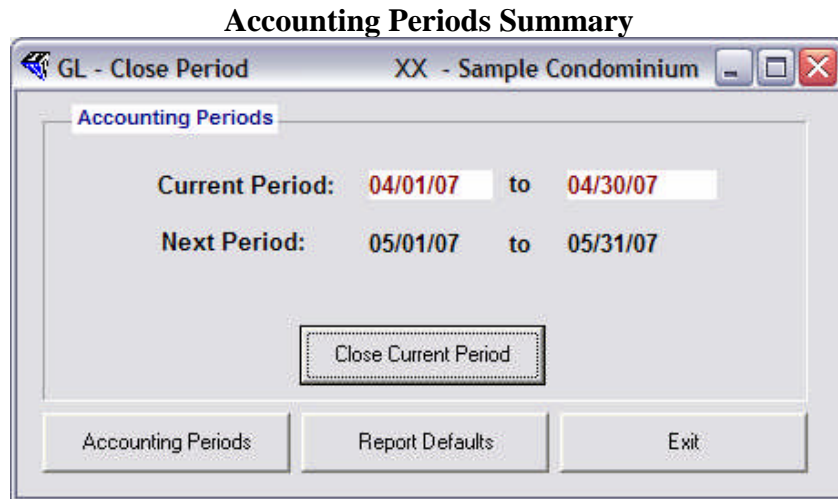 Accounting Periods Summary
GL - Close Period XX - Sample Condominium
Accounting Periods
Current Period: 04/01/07 to 04/30/07
Next Period: 05/01/07 to 05/31/07
Close Current Period
Accounting Periods Report Defaults Exit